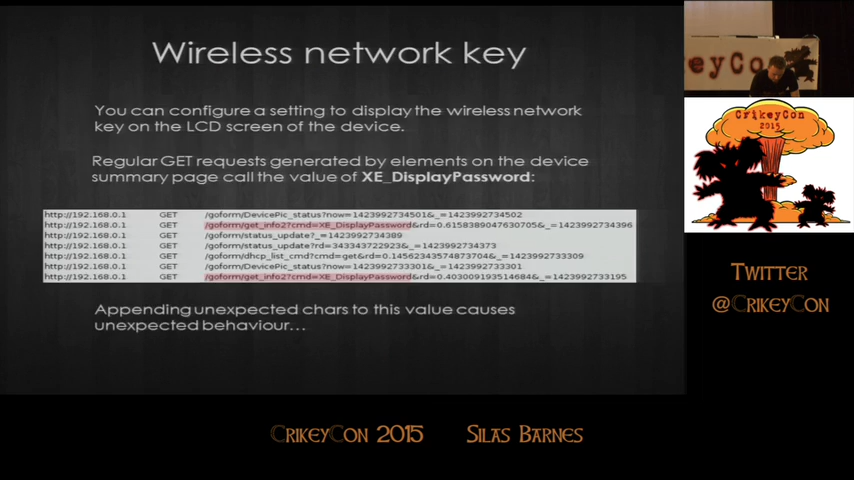 Wireless network key
You can configure a setting to display the wireless network
key on the LCD screen of the device.
Regular GET requests generated by elements on the device
summary page call the value of XE_DisplayPassword:
http://192.168.0.1 GET /goform/DevicePic_status?now=1423992734501&_=1423992734502
http://192.168.0.1 GET /goform/get_info2?cmd=XE_DisplayPassword&rd=0.6158389047630705&_=1423992734396
http://192.168.0.1 GET /goform/status_update?_=1423992734389
http://192.168.0.1 GET /goform/status_update?rd=3433437722923&_=1423992734373
http://192.168.0.1 GET /goform/dhcp_list_cmd?cmd=get&rd=0.14562343574873704&_=1423992733309
http://192.168.0.1 GET /goform/DevicePic_status?now=1423992733301&_=1423992733301
http://192.168.0.1 GET /goform/get_info2?cmd=XE_DisplayPassword&rd=0.403009193514684&_=1423992733195
Appending unexpected chars to this value causes
unexpected behaviour...
eyCo
CrikeyCon
2015
Twitter
@CrikeyCon
CrikeyCon 2015 Silas Barnes